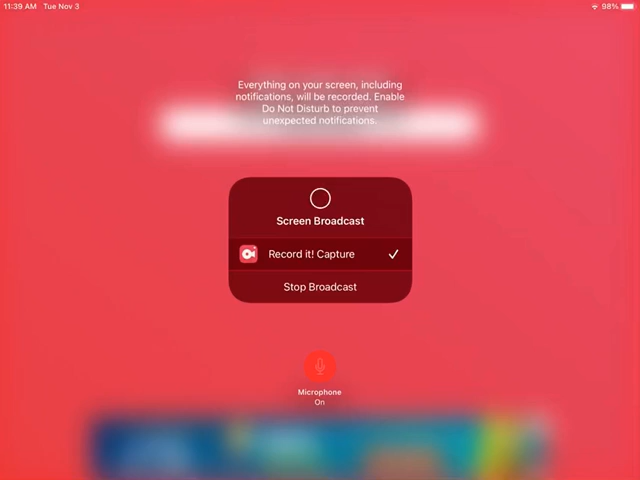 11:39 AM Tue Nov 3
98%
Everything on your screen, including
notifications, will be recorded. Enable
Do Not Disturb to prevent
unexpected notifications.
Screen Broadcast
Record it! Capture
Stop Broadcast
Microphone
On